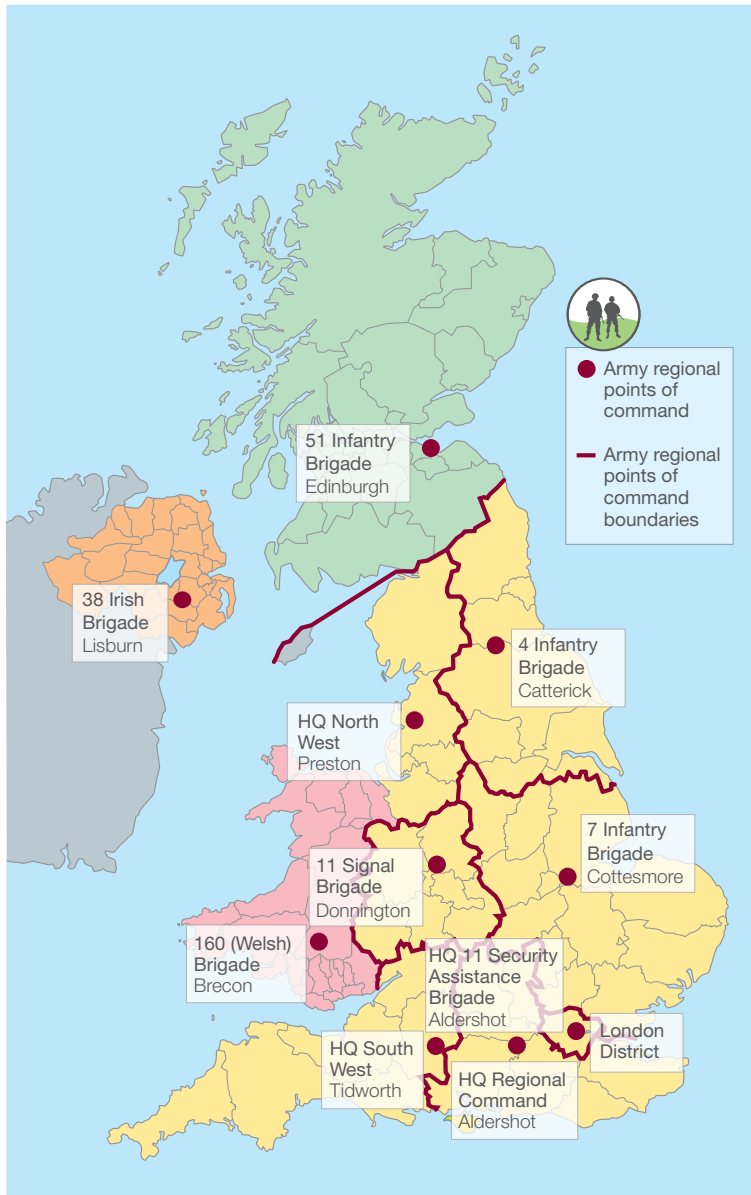 Army regional
points of
command
Army regional
points of
command
boundaries
51 Infantry
Brigade
Edinburgh
38 Irish
Brigade
Lisburn
4 Infantry
Brigade
Catterick
HQ North
West
Preston
7 Infantry
Brigade
Cottesmore
11 Signal
Brigade
Donnington
160 (Welsh)
Brigade
Brecon
HQ 11 Security
Assistance
Brigade
Aldershot
London
District
HQ South
West
Tidworth
HQ Regional
Command
Aldershot